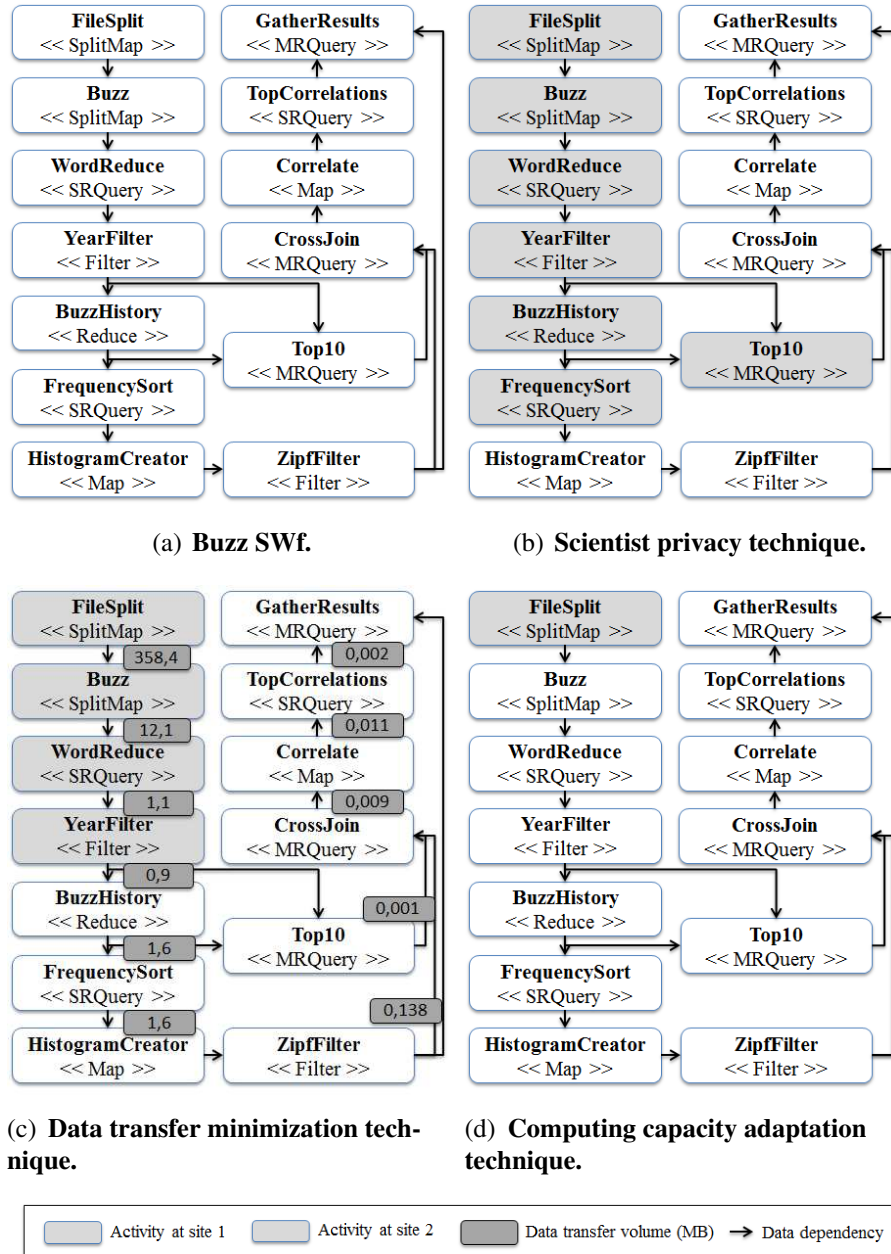 FileSplit
<< SplitMap >>
Buzz
<< SplitMap >>
WordReduce
<< SRQuery >>
YearFilter
<< Filter >>
BuzzHistory
<< Reduce >>
FrequencySort
<< SRQuery >>
HistogramCreator
<< Map >>
GatherResults
<< MRQuery >>
TopCorrelations
<< SRQuery >>
Correlate
<< Map >>
CrossJoin
<< MRQuery >>
Top10
<< MRQuery >>
ZipfFilter
<< Filter >>
(a) Buzz SWf.
FileSplit
<< SplitMap >>
Buzz
<< SplitMap >>
WordReduce
<< SRQuery >>
YearFilter
<< Filter >>
BuzzHistory
<< Reduce >>
FrequencySort
<< SRQuery >>
HistogramCreator
<< Map >>
GatherResults
<< MRQuery >>
TopCorrelations
<< SRQuery >>
Correlate
<< Map >>
CrossJoin
<< MRQuery >>
Top10
<< MRQuery >>
ZipfFilter
<< Filter >>
(b) Scientist privacy technique.
FileSplit
<< SplitMap >>
358,4
Buzz
<< SplitMap >>
12,1
WordReduce
<< SRQuery >>
1,1
YearFilter
<< Filter >>
0,9
BuzzHistory
<< Reduce >>
1,6
FrequencySort
<< SRQuery >>
1,6
HistogramCreator
<< Map >>
GatherResults
<< MRQuery >>
0,002
TopCorrelations
<< SRQuery >>
0,011
Correlate
<< Map >>
0,009
CrossJoin
<< MRQuery >>
0,001
Top10
<< MRQuery >>
0,138
ZipfFilter
<< Filter >>
(c) Data transfer minimization tech-
nique.
FileSplit
<< SplitMap >>
Buzz
<< SplitMap >>
WordReduce
<< SRQuery >>
YearFilter
<< Filter >>
BuzzHistory
<< Reduce >>
FrequencySort
<< SRQuery >>
HistogramCreator
<< Map >>
GatherResults
<< MRQuery >>
TopCorrelations
<< SRQuery >>
Correlate
<< Map >>
CrossJoin
<< MRQuery >>
Top10
<< MRQuery >>
ZipfFilter
<< Filter >>
(d) Computing capacity adaptation
technique.
Activity at site 1
Activity at site 2
Data transfer volume (MB)
Data dependency